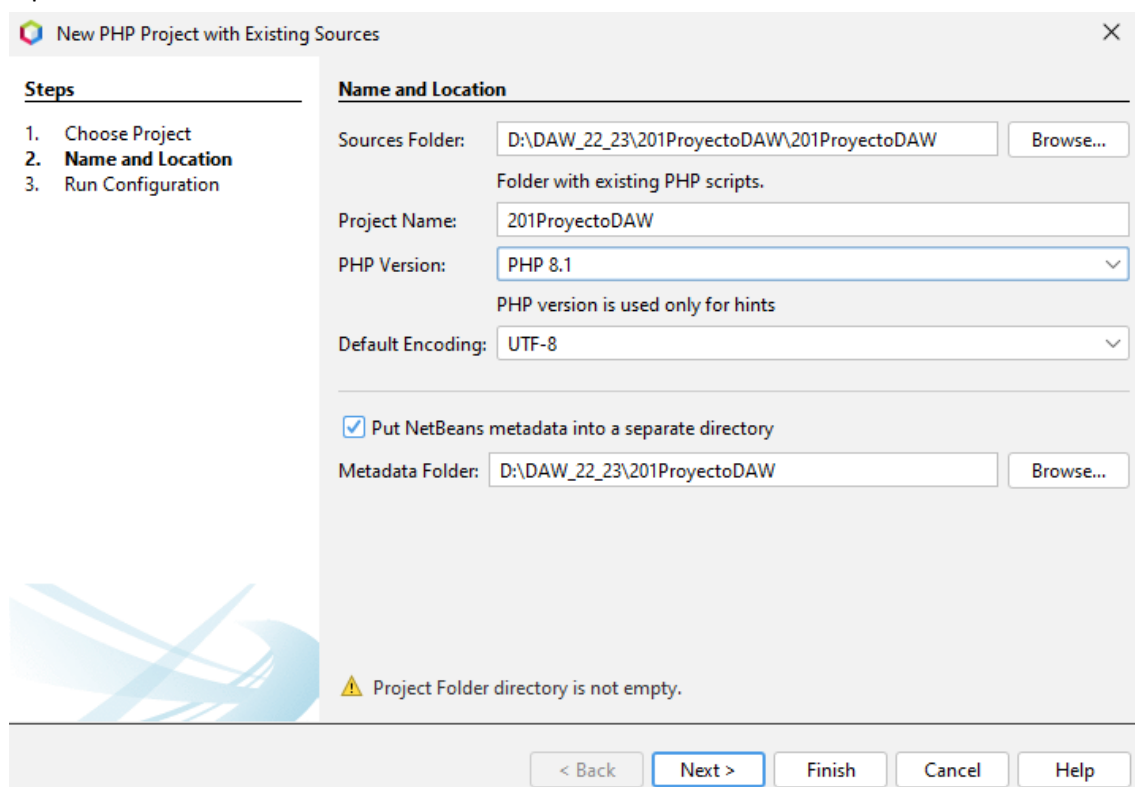 New PHP Project with Existing Sources
Steps
1. Choose Project
2. Name and Location
3. Run Configuration
Name and Location
Sources Folder: D:\DAW_22_23\201ProyectoDAW\201ProyectoDAW Browse...
Folder with existing PHP scripts.
Project Name: 201ProyectoDAW
PHP Version: PHP 8.1
PHP version is used only for hints
Default Encoding: UTF-8
Put NetBeans metadata into a separate directory
Metadata Folder: D:\DAW_22_23\201ProyectoDAW Browse...
Project Folder directory is not empty.
< Back Next > Finish Cancel Help